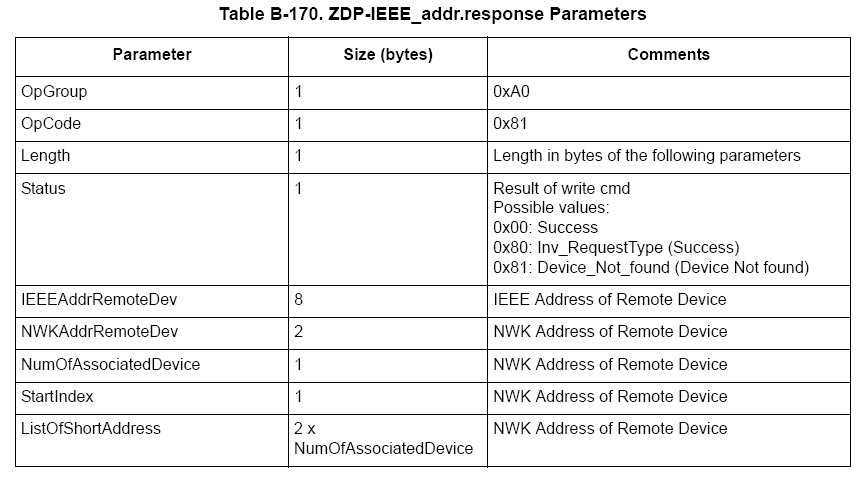 Table B-170. ZDP-IEEE_addr.response Parameters
Parameter Size (bytes) Comments
OpGroup 1 0xA0
OpCode 1 0x81
Length 1 Length in bytes of the following parameters
Status 1 Result of write cmd
Possible values:
0x00: Success
0x80: Inv_RequestType (Success)
0x81: Device_Not_found (Device Not found)
IEEEAddrRemoteDev 8 IEEE Address of Remote Device
NWKAddrRemoteDev 2 NWK Address of Remote Device
NumOfAssociatedDevice 1 NWK Address of Remote Device
StartIndex 1 NWK Address of Remote Device
ListOfShortAddress 2 x NWK Address of Remote Device
NumOfAssociatedDevice